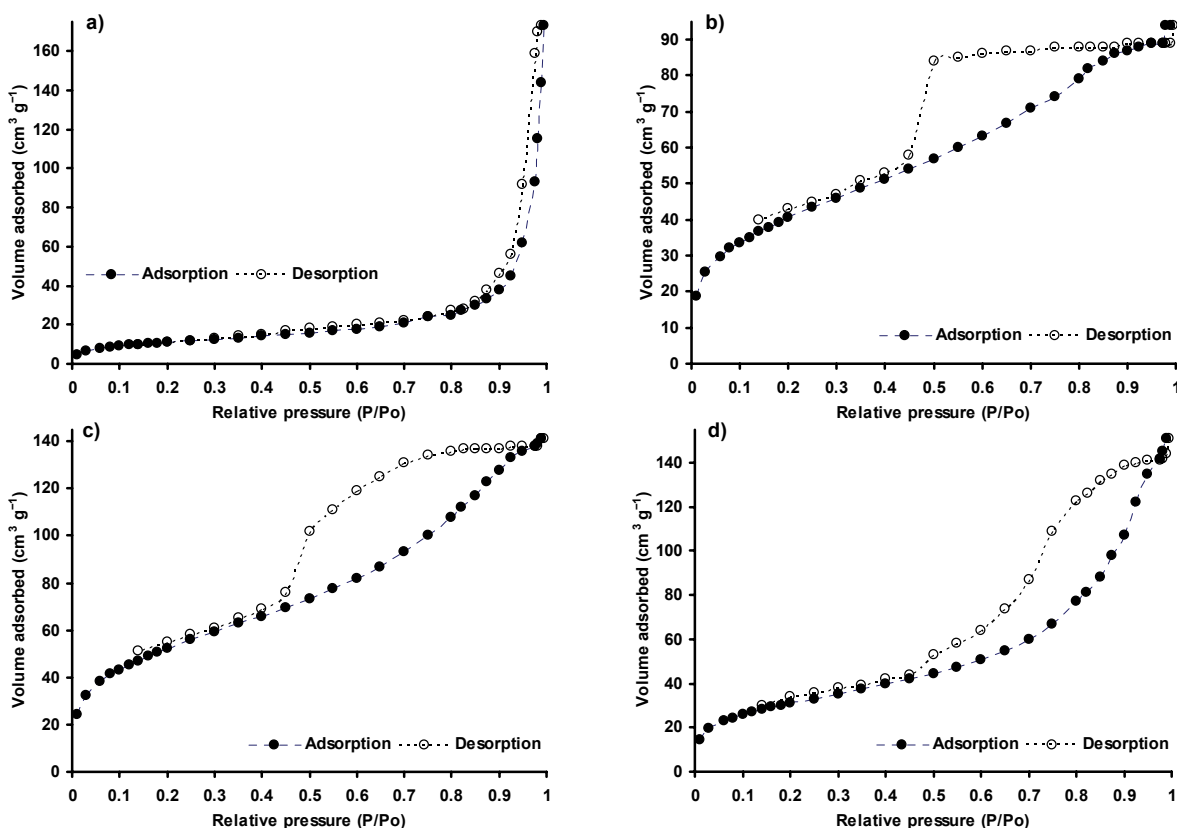 a)
Volume adsorbed (cm³ g⁻¹)
160
140
120
100
80
60
40
20
0
Adsorption Desorption
0 0.1 0.2 0.3 0.4 0.5 0.6 0.7 0.8 0.9 1
Relative pressure (P/Po)
b)
Volume adsorbed (cm³ g⁻¹)
90
80
70
60
50
40
30
20
10
0
Adsorption Desorption
0 0.1 0.2 0.3 0.4 0.5 0.6 0.7 0.8 0.9 1
Relative pressure (P/Po)
c)
Volume adsorbed (cm³ g⁻¹)
140
120
100
80
60
40
20
0
Adsorption Desorption
0 0.1 0.2 0.3 0.4 0.5 0.6 0.7 0.8 0.9 1
Relative pressure (P/Po)
d)
Volume adsorbed (cm³ g⁻¹)
140
120
100
80
60
40
20
0
Adsorption Desorption
0 0.1 0.2 0.3 0.4 0.5 0.6 0.7 0.8 0.9 1
Relative pressure (P/Po)